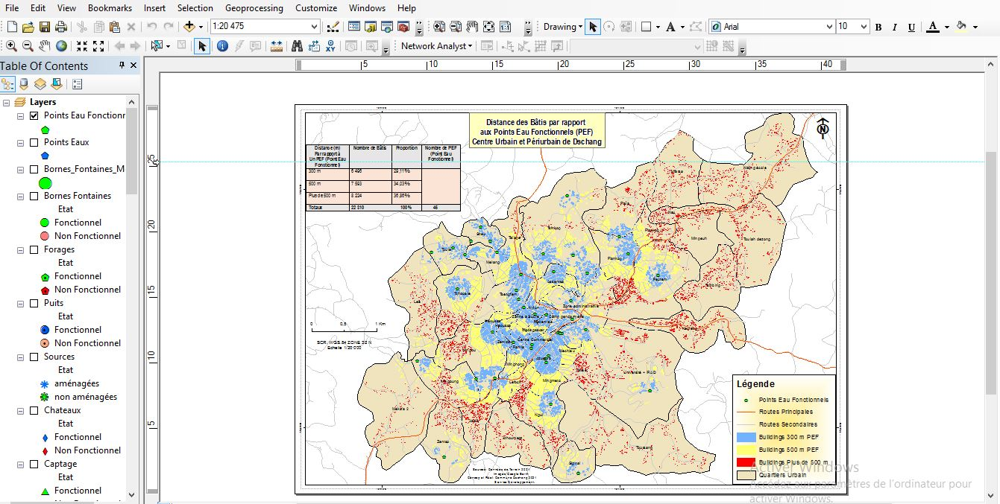 File Edit View Bookmarks Insert Selection Geoprocessing Customize Windows Help
1:20 475
Drawing
Arial
10
B I U A
Network Analyst
Table Of Contents
Layers
Points Eau Fonctionr
Points Eaux
Bornes_Fontaines_M
Bornes Fontaines
Etat
Fonctionnel
Non Fonctionnel
Forages
Etat
Fonctionnel
Non Fonctionnel
Puits
Etat
Fonctionnel
Non Fonctionnel
Sources
Etat
aménagées
non aménagées
Chateaux
Etat
Fonctionnel
Non Fonctionnel
Captage
Etat
Fonctionnel
5 10 15 20 25 30 35 40
25
20
15
10
5
Distance des Bâtis par rapport
aux Points Eau Fonctionnels (PEF)
Centre Urbain et Périurbain de Dschang
N
Distance (m)
Par rapport à
Un PEF (Point Eau
Fonctionnel)
Nombre de Bâtis
Proportion
Nombre de PEF
(Point Eau
Fonctionnel)
300 m 6 496 29,11%
500 m 7 593 34,03%
Plus de 500 m 8 224 36,86%
Totaux 22 310 100% 46
0 0,5 1 Km
SCR: WGS 84 ZONE 32 N
Echelle 1/20 000
Zone administrative
Centre Commercial
Université + IRAD
Toutsang
Légende
Points Eau Fonctionnels
Routes Principales
Routes Secondaires
Buildings 300 m PEF
Buildings 500 m PEF
Buildings Plus de 500 m
Quartiers Urbain
Activer Windows
Accédez aux paramètres de l'ordinateur pour
activer Windows.